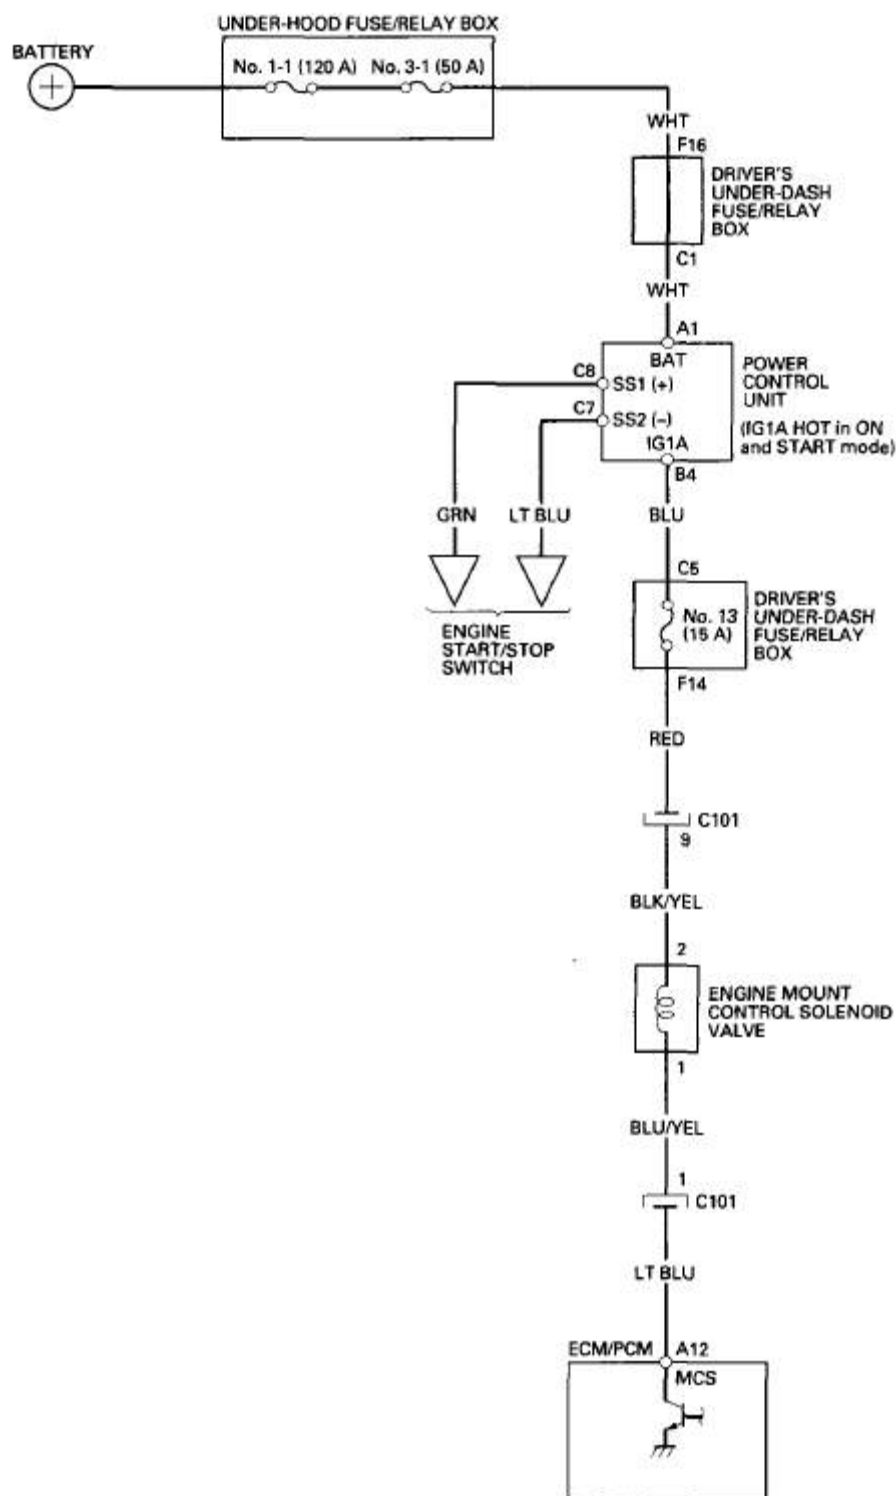 UNDER-HOOD FUSE/RELAY BOX
BATTERY
No. 1-1 (120 A) No. 3-1 (50 A)
WHT
F16
DRIVER'S
UNDER-DASH
FUSE/RELAY
BOX
C1
WHT
A1
BAT
C8
SS1 (+)
C7
SS2 (–)
IG1A
B4
POWER
CONTROL
UNIT
(IG1A HOT in ON
and START mode)
GRN
LT BLU
BLU
ENGINE
START/STOP
SWITCH
C5
No. 13
(15 A)
DRIVER'S
UNDER-DASH
FUSE/RELAY
BOX
F14
RED
C101
9
BLK/YEL
2
ENGINE MOUNT
CONTROL SOLENOID
VALVE
1
BLU/YEL
1
C101
LT BLU
ECM/PCM
A12
MCS